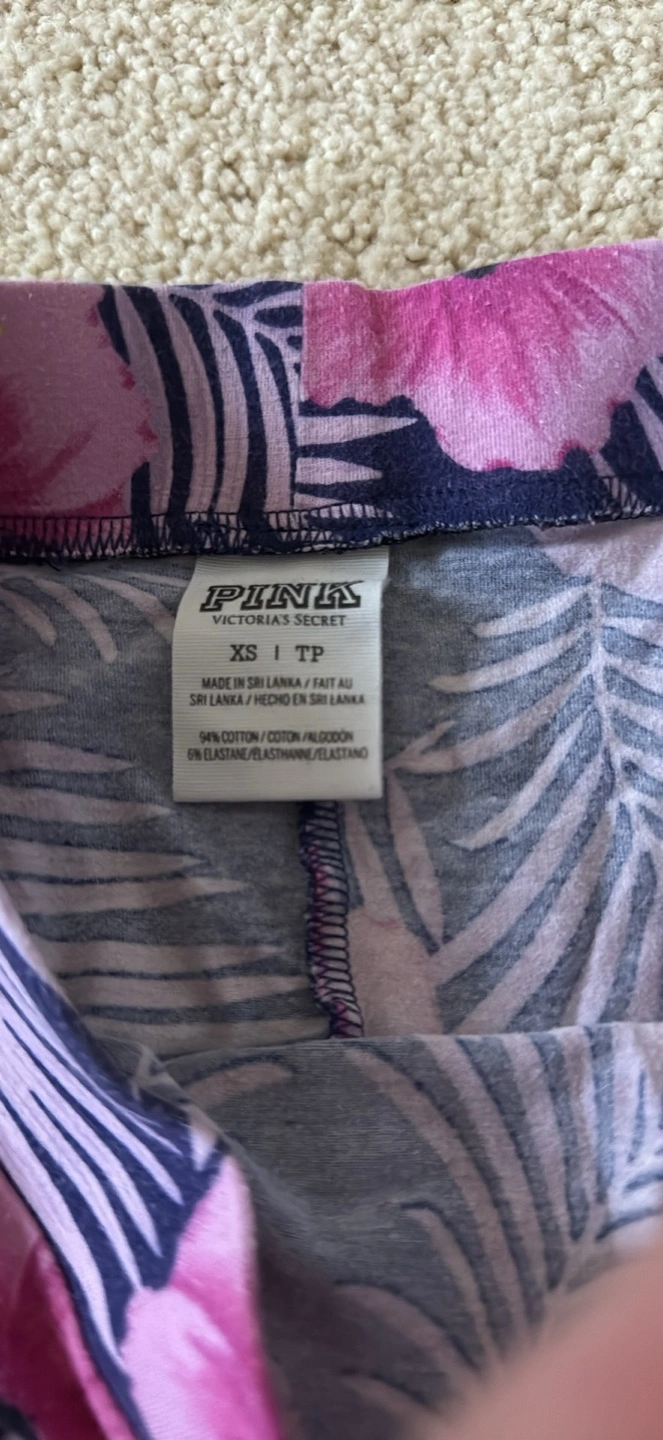 PINK
VICTORIA'S SECRET
XS | TP
MADE IN SRI LANKA / FAIT AU
SRI LANKA / HECHO EN SRI LANKA
94% COTTON / COTON / ALGODÓN
6% ELASTANE/ÉLASTHANNE/ELASTANO